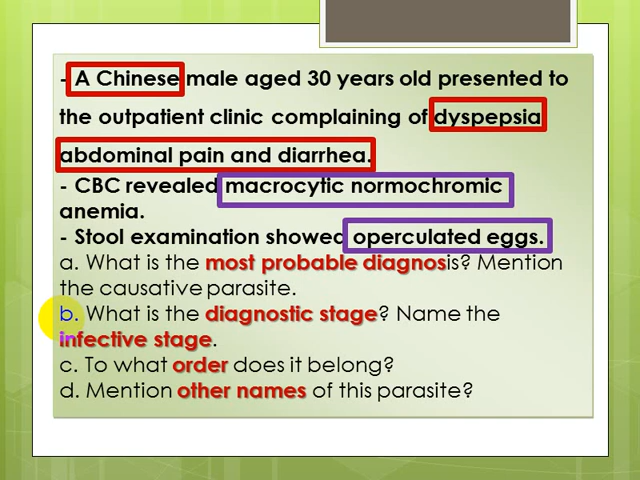 - A Chinese male aged 30 years old presented to
the outpatient clinic complaining of dyspepsia
abdominal pain and diarrhea.
- CBC revealed macrocytic normochromic
anemia.
- Stool examination showed operculated eggs.
a. What is the most probable diagnosis? Mention
the causative parasite.
b. What is the diagnostic stage? Name the
infective stage.
c. To what order does it belong?
d. Mention other names of this parasite?